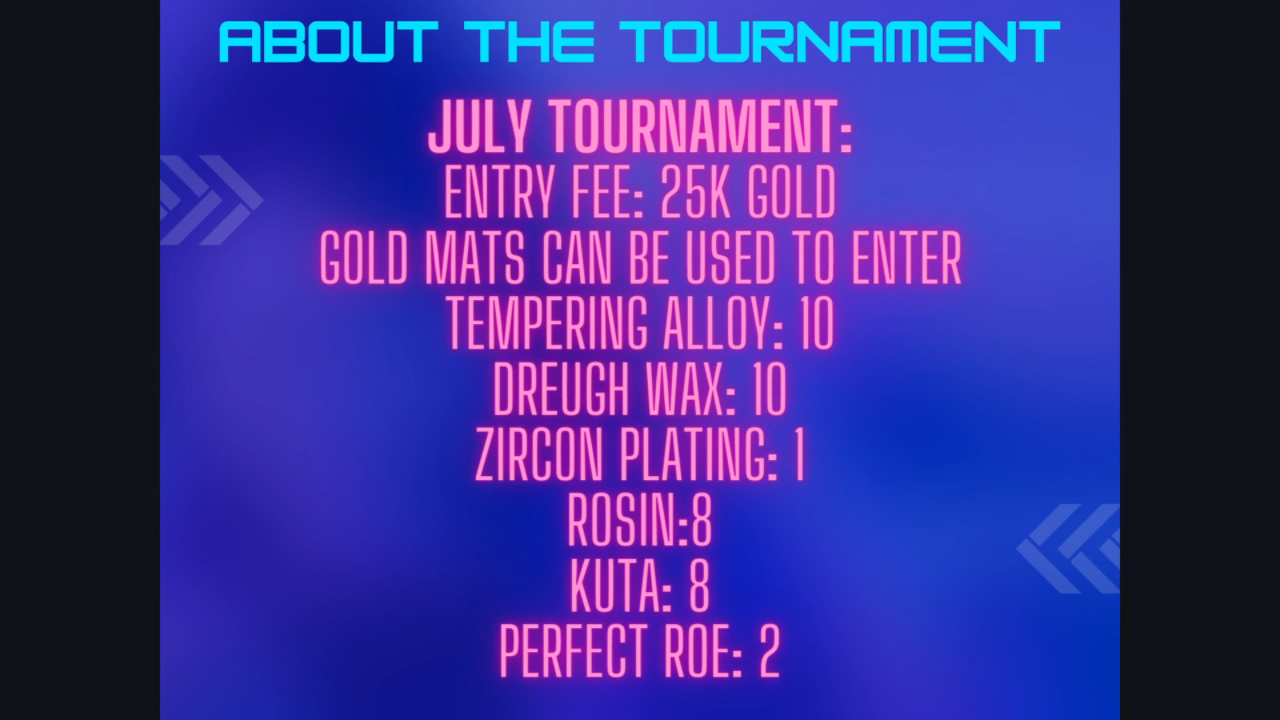 ABOUT THE TOURNAMENT
JULY TOURNAMENT:
ENTRY FEE: 25K GOLD
GOLD MATS CAN BE USED TO ENTER
TEMPERING ALLOY: 10
DREUGH WAX: 10
ZIRCON PLATING: 1
ROSIN:8
KUTA: 8
PERFECT ROE: 2